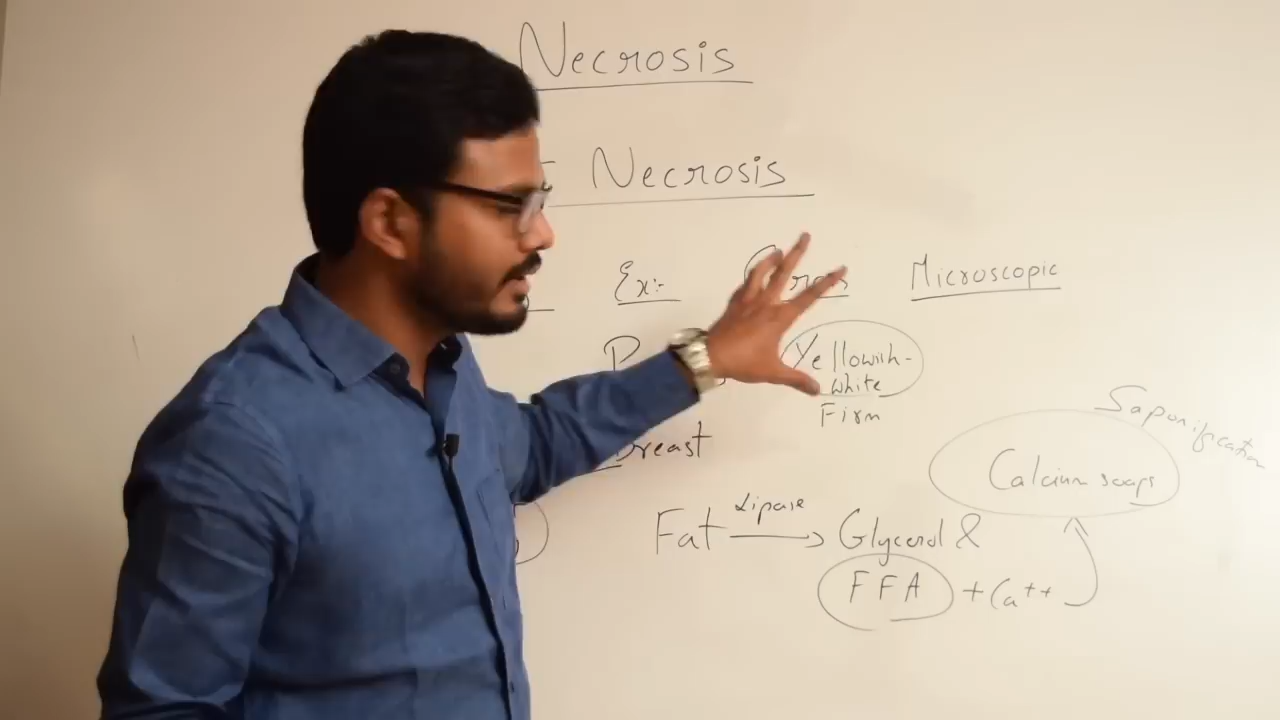 Necrosis
Necrosis
Ex:- Microscopic
Yellowish-
white
Firm
Breast
Saponification
Calcium soaps
Fat Lipase → Glycerol &
FFA + Ca++